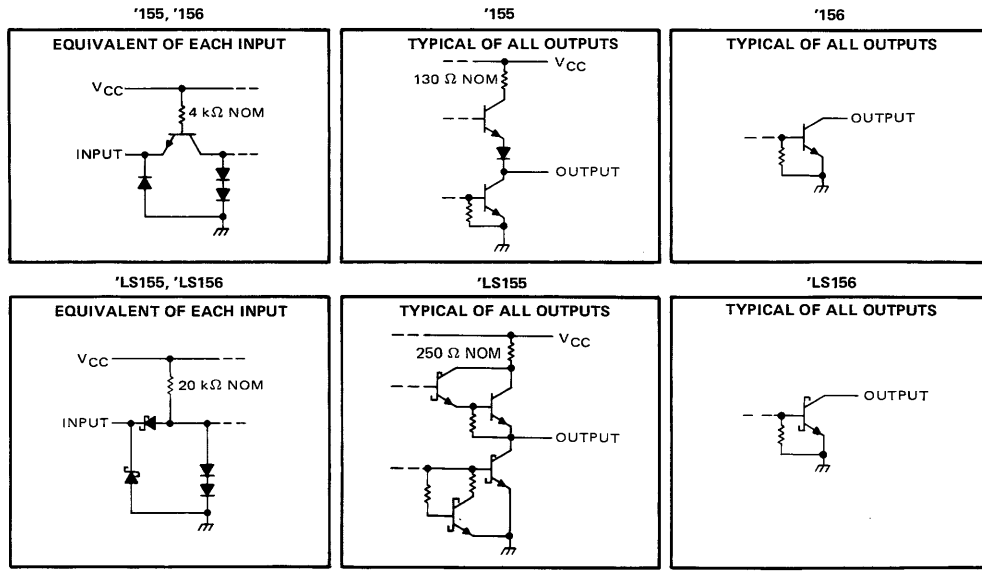 '155, '156
EQUIVALENT OF EACH INPUT
VCC
4 kΩ NOM
INPUT
'155
TYPICAL OF ALL OUTPUTS
VCC
130 Ω NOM
OUTPUT
'156
TYPICAL OF ALL OUTPUTS
OUTPUT
'LS155, 'LS156
EQUIVALENT OF EACH INPUT
VCC
20 kΩ NOM
INPUT
'LS155
TYPICAL OF ALL OUTPUTS
VCC
250 Ω NOM
OUTPUT
'LS156
TYPICAL OF ALL OUTPUTS
OUTPUT